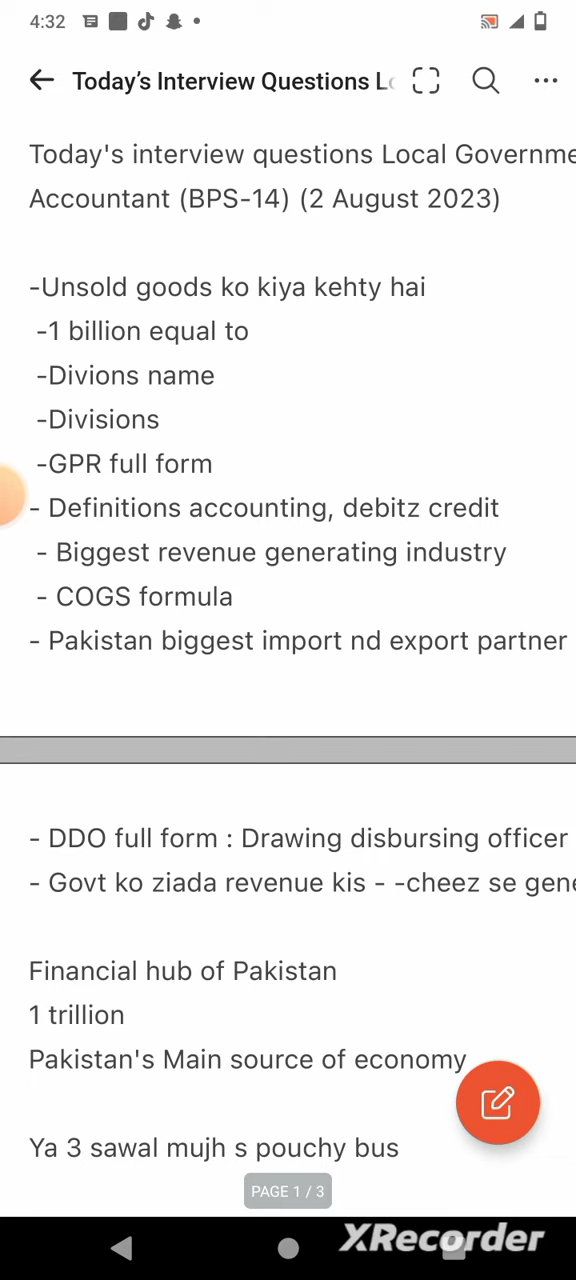 4:32
Today's Interview Questions L
Today's interview questions Local Governme
Accountant (BPS-14) (2 August 2023)
-Unsold goods ko kiya kehty hai
-1 billion equal to
-Divions name
-Divisions
-GPR full form
- Definitions accounting, debitz credit
- Biggest revenue generating industry
- COGS formula
- Pakistan biggest import nd export partner
- DDO full form : Drawing disbursing officer
- Govt ko ziada revenue kis - -cheez se gene
Financial hub of Pakistan
1 trillion
Pakistan's Main source of economy
Ya 3 sawal mujh s pouchy bus
PAGE 1 / 3
XRecorder